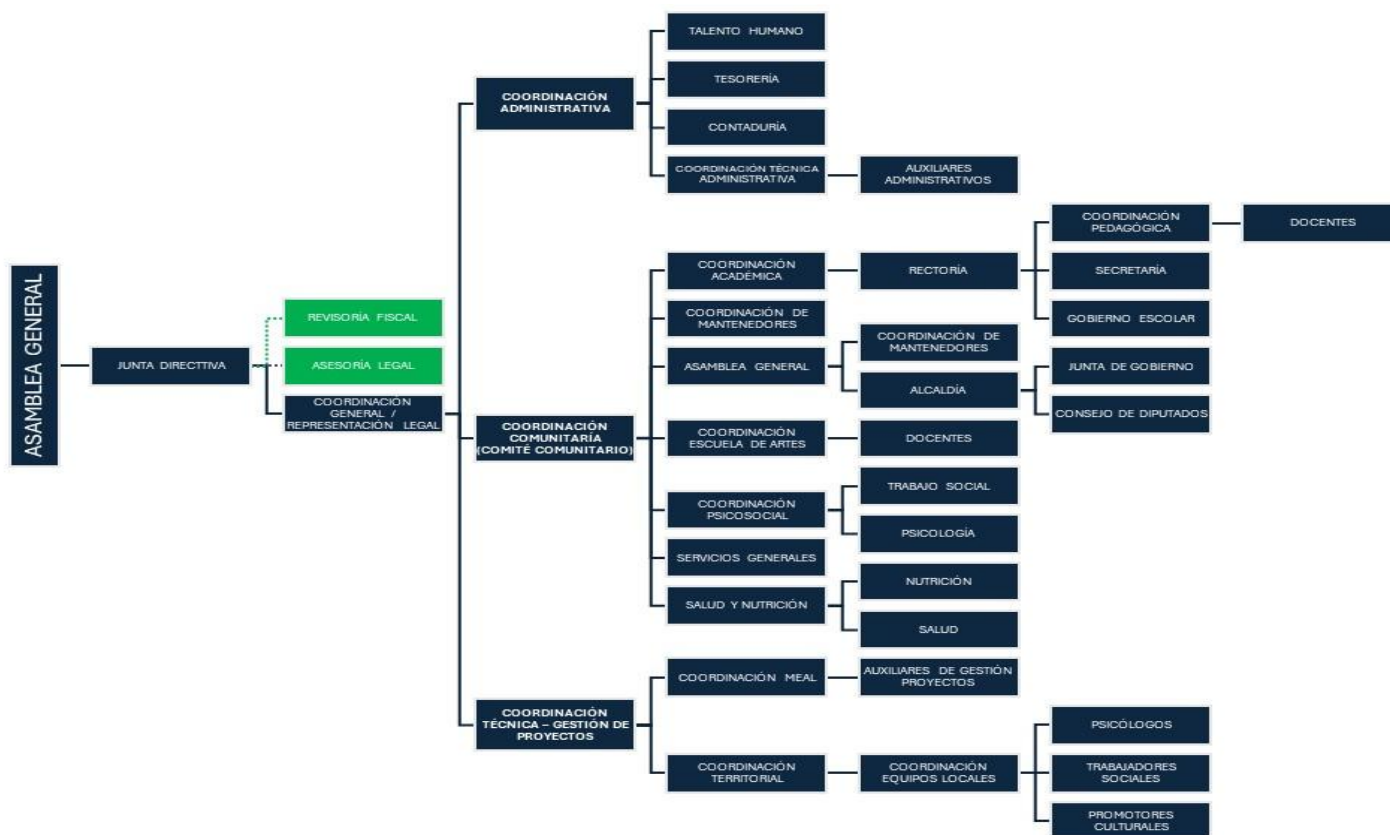 ASAMBLEA GENERAL
JUNTA DIRECTTIVA
REVISORÍA FISCAL
ASESORÍA LEGAL
COORDINACIÓN
GENERAL /
REPRESENTACIÓN LEGAL
COORDINACIÓN
ADMINISTRATIVA
TALENTO HUMANO
TESORERÍA
CONTADURÍA
COORDINACIÓN TÉCNICA
ADMINISTRATIVA
AUXILIARES
ADMINISTRATIVOS
COORDINACIÓN
COMUNITARÍA
(COMITÉ COMUNITARIO)
COORDINACIÓN
ACADÉMICA
RECTORÍA
COORDINACIÓN
PEDAGÓGICA
DOCENTES
SECRETARÍA
GOBIERNO ESCOLAR
COORDINACIÓN DE
MANTENEDORES
ASAMBLEA GENERAL
COORDINACIÓN DE
MANTENEDORES
ALCALDÍA
JUNTA DE GOBIERNO
CONSEJO DE DIPUTADOS
COORDINACIÓN
ESCUELA DE ARTES
DOCENTES
COORDINACIÓN
PSICOSOCIAL
TRABAJO SOCIAL
PSICOLOGÍA
SERVICIOS GENERALES
SALUD Y NUTRICIÓN
NUTRICIÓN
SALUD
COORDINACIÓN
TÉCNICA – GESTIÓN DE
PROYECTOS
COORDINACIÓN MEAL
AUXILIARES DE GESTIÓN
PROYECTOS
COORDINACIÓN
TERRITORIAL
COORDINACIÓN
EQUIPOS LOCALES
PSICÓLOGOS
TRABAJADORES
SOCIALES
PROMOTORES
CULTURALES